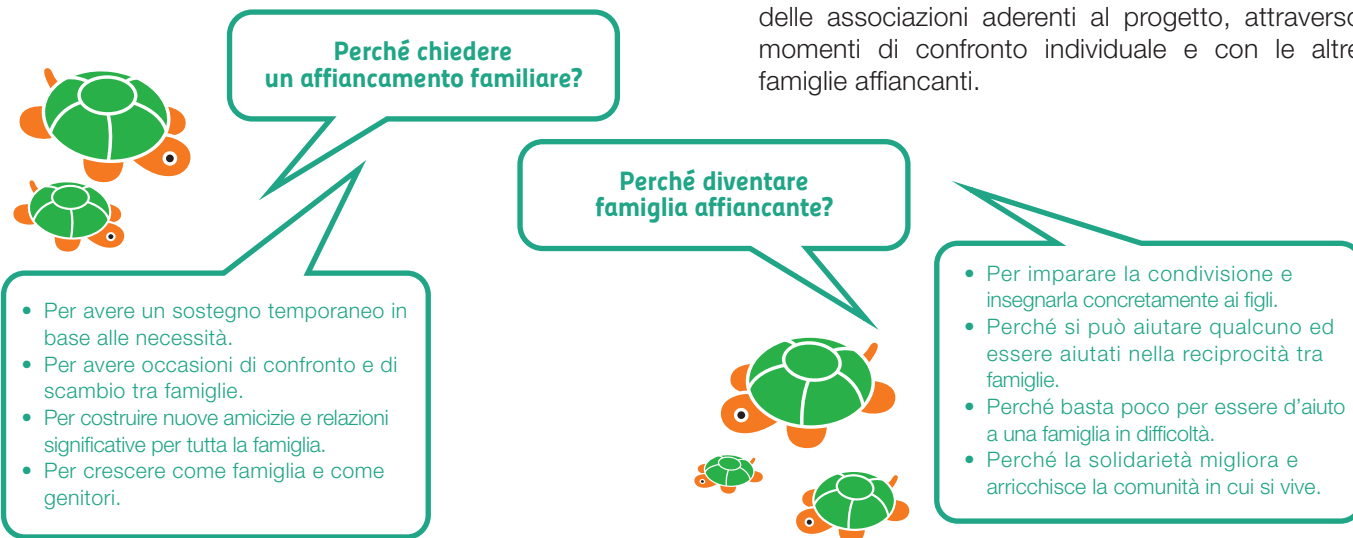 delle associazioni aderenti al progetto, attraverso
momenti di confronto individuale e con le altre
famiglie affiancanti.
Perché chiedere
un affiancamento familiare?
• Per avere un sostegno temporaneo in
base alle necessità.
• Per avere occasioni di confronto e di
scambio tra famiglie.
• Per costruire nuove amicizie e relazioni
significative per tutta la famiglia.
• Per crescere come famiglia e come
genitori.
Perché diventare
famiglia affiancante?
• Per imparare la condivisione e
insegnarla concretamente ai figli.
• Perché si può aiutare qualcuno ed
essere aiutati nella reciprocità tra
famiglie.
• Perché basta poco per essere d'aiuto
a una famiglia in difficoltà.
• Perché la solidarietà migliora e
arricchisce la comunità in cui si vive.